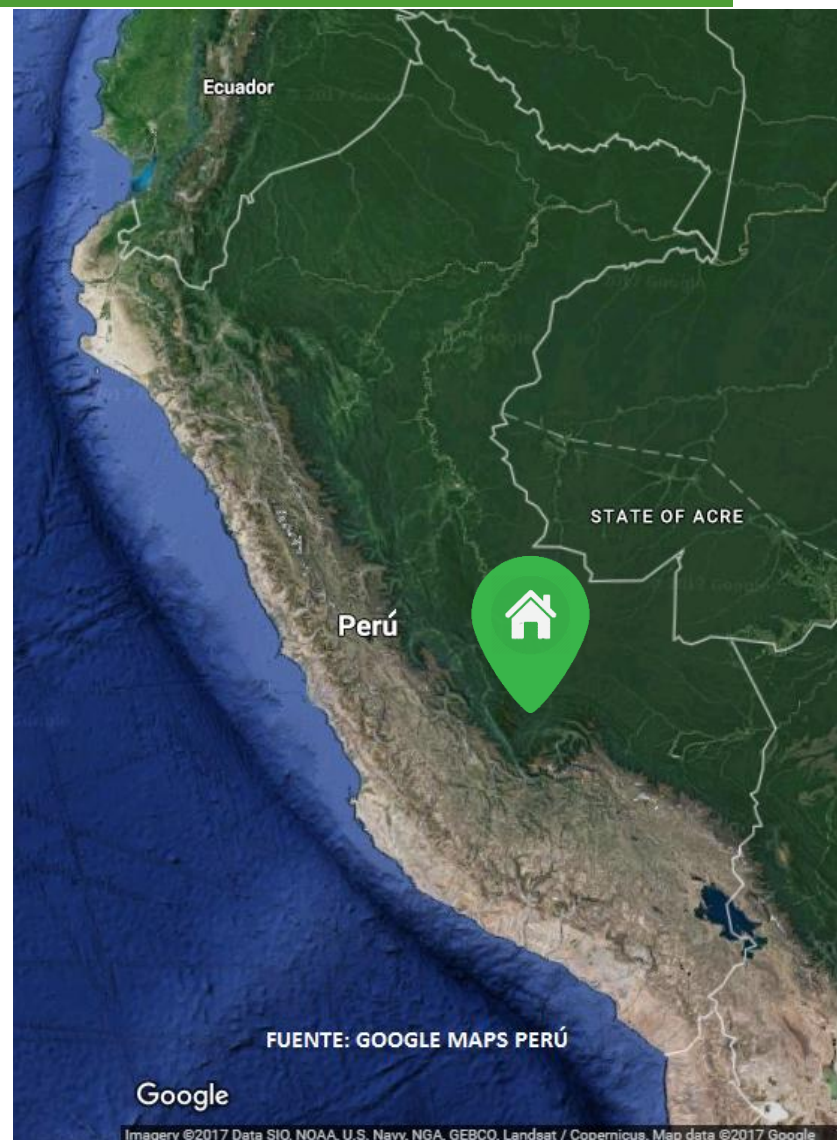 Ecuador
STATE OF ACRE
Perú
FUENTE: GOOGLE MAPS PERÚ
Google
Imagery ©2017 Data SIO, NOAA, U.S. Navy, NGA, GEBCO, Landsat / Copernicus, Map data ©2017 Google